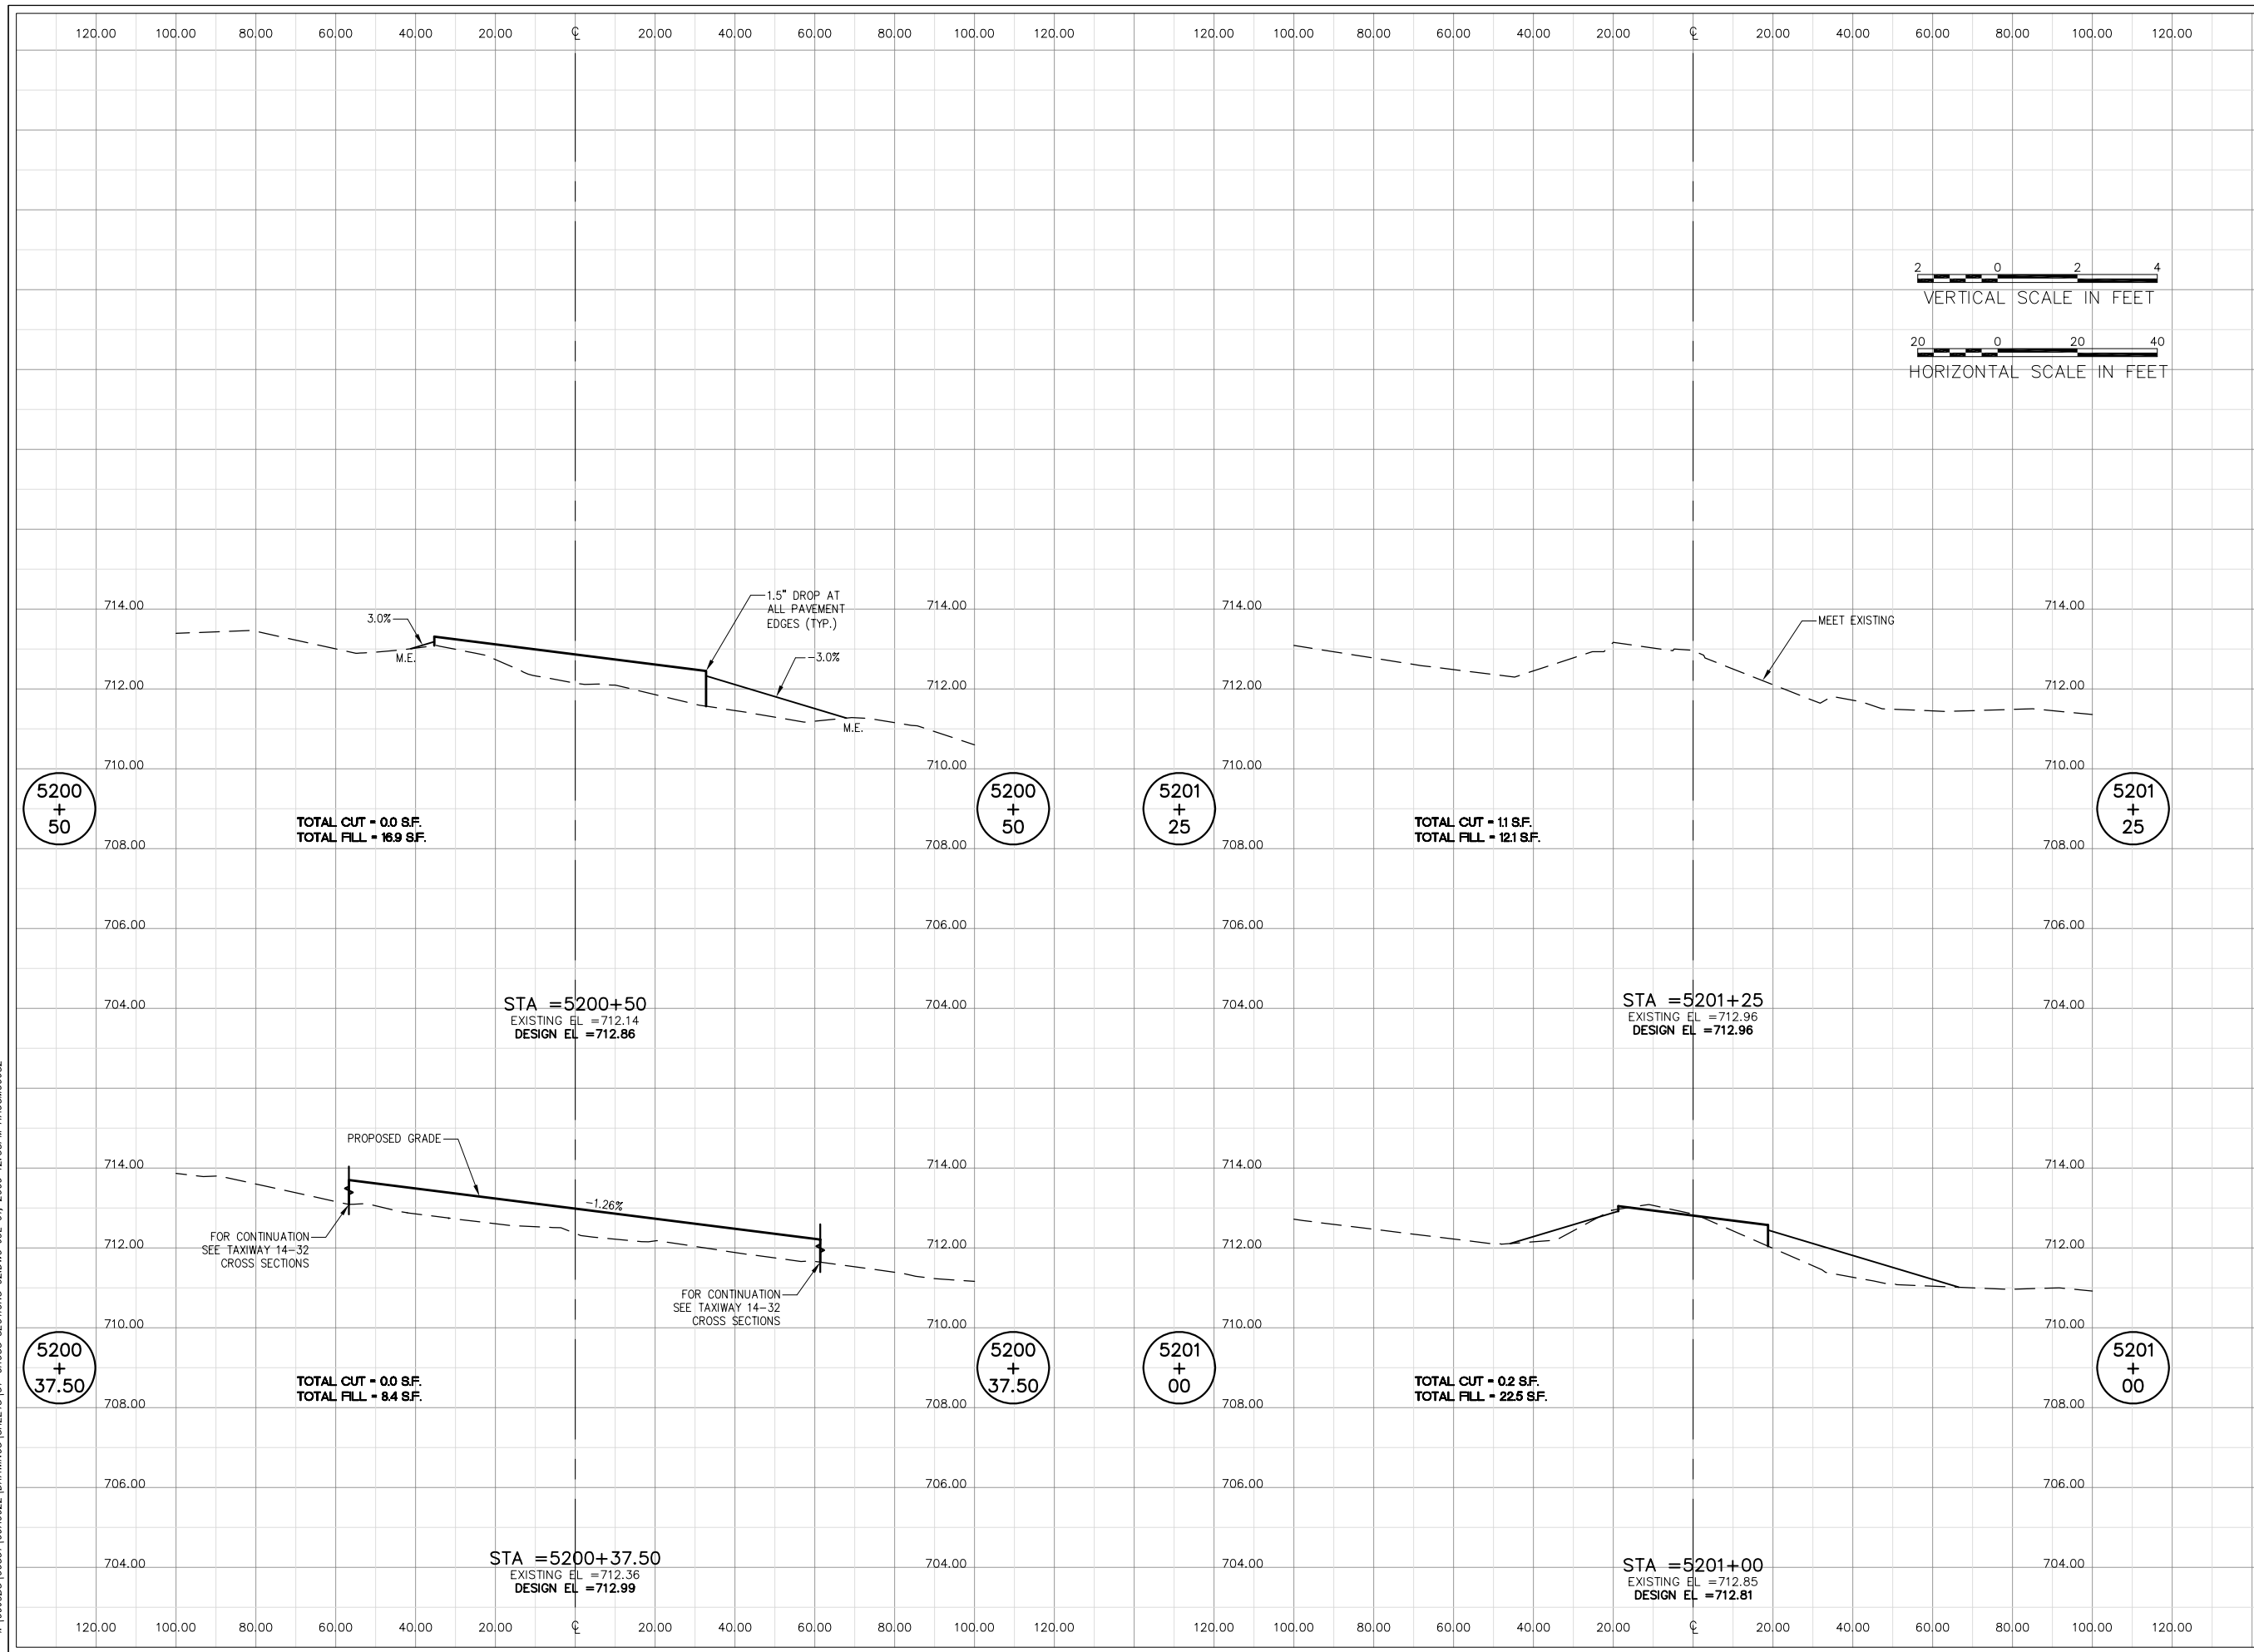 120.00 100.00 80.00 60.00 40.00 20.00 ℄ 20.00 40.00 60.00 80.00 100.00 120.00
120.00 100.00 80.00 60.00 40.00 20.00 ℄ 20.00 40.00 60.00 80.00 100.00 120.00
2 0 2 4
VERTICAL SCALE IN FEET
20 0 20 40
HORIZONTAL SCALE IN FEET
714.00
712.00
710.00
708.00
706.00
704.00
3.0%
M.E.
1.5" DROP AT
ALL PAVEMENT
EDGES (TYP.)
-3.0%
M.E.
714.00
712.00
710.00
708.00
706.00
704.00
5200
+
50
TOTAL CUT = 0.0 S.F.
TOTAL FILL = 16.9 S.F.
5200
+
50
STA =5200+50
EXISTING EL =712.14
DESIGN EL =712.86
714.00
712.00
710.00
708.00
706.00
704.00
MEET EXISTING
714.00
712.00
710.00
708.00
706.00
704.00
5201
+
25
TOTAL CUT = 1.1 S.F.
TOTAL FILL = 12.1 S.F.
5201
+
25
STA =5201+25
EXISTING EL =712.96
DESIGN EL =712.96
714.00
712.00
710.00
708.00
706.00
704.00
PROPOSED GRADE
-1.26%
FOR CONTINUATION
SEE TAXIWAY 14-32
CROSS SECTIONS
FOR CONTINUATION
SEE TAXIWAY 14-32
CROSS SECTIONS
714.00
712.00
710.00
708.00
706.00
704.00
5200
+
37.50
TOTAL CUT = 0.0 S.F.
TOTAL FILL = 8.4 S.F.
5200
+
37.50
STA =5200+37.50
EXISTING EL =712.36
DESIGN EL =712.99
714.00
712.00
710.00
708.00
706.00
704.00
714.00
712.00
710.00
708.00
706.00
704.00
5201
+
00
TOTAL CUT = 0.2 S.F.
TOTAL FILL = 22.5 S.F.
5201
+
00
STA =5201+00
EXISTING EL =712.85
DESIGN EL =712.81
120.00 100.00 80.00 60.00 40.00 20.00 ℄ 20.00 40.00 60.00 80.00 100.00 120.00
120.00 100.00 80.00 60.00 40.00 20.00 ℄ 20.00 40.00 60.00 80.00 100.00 120.00